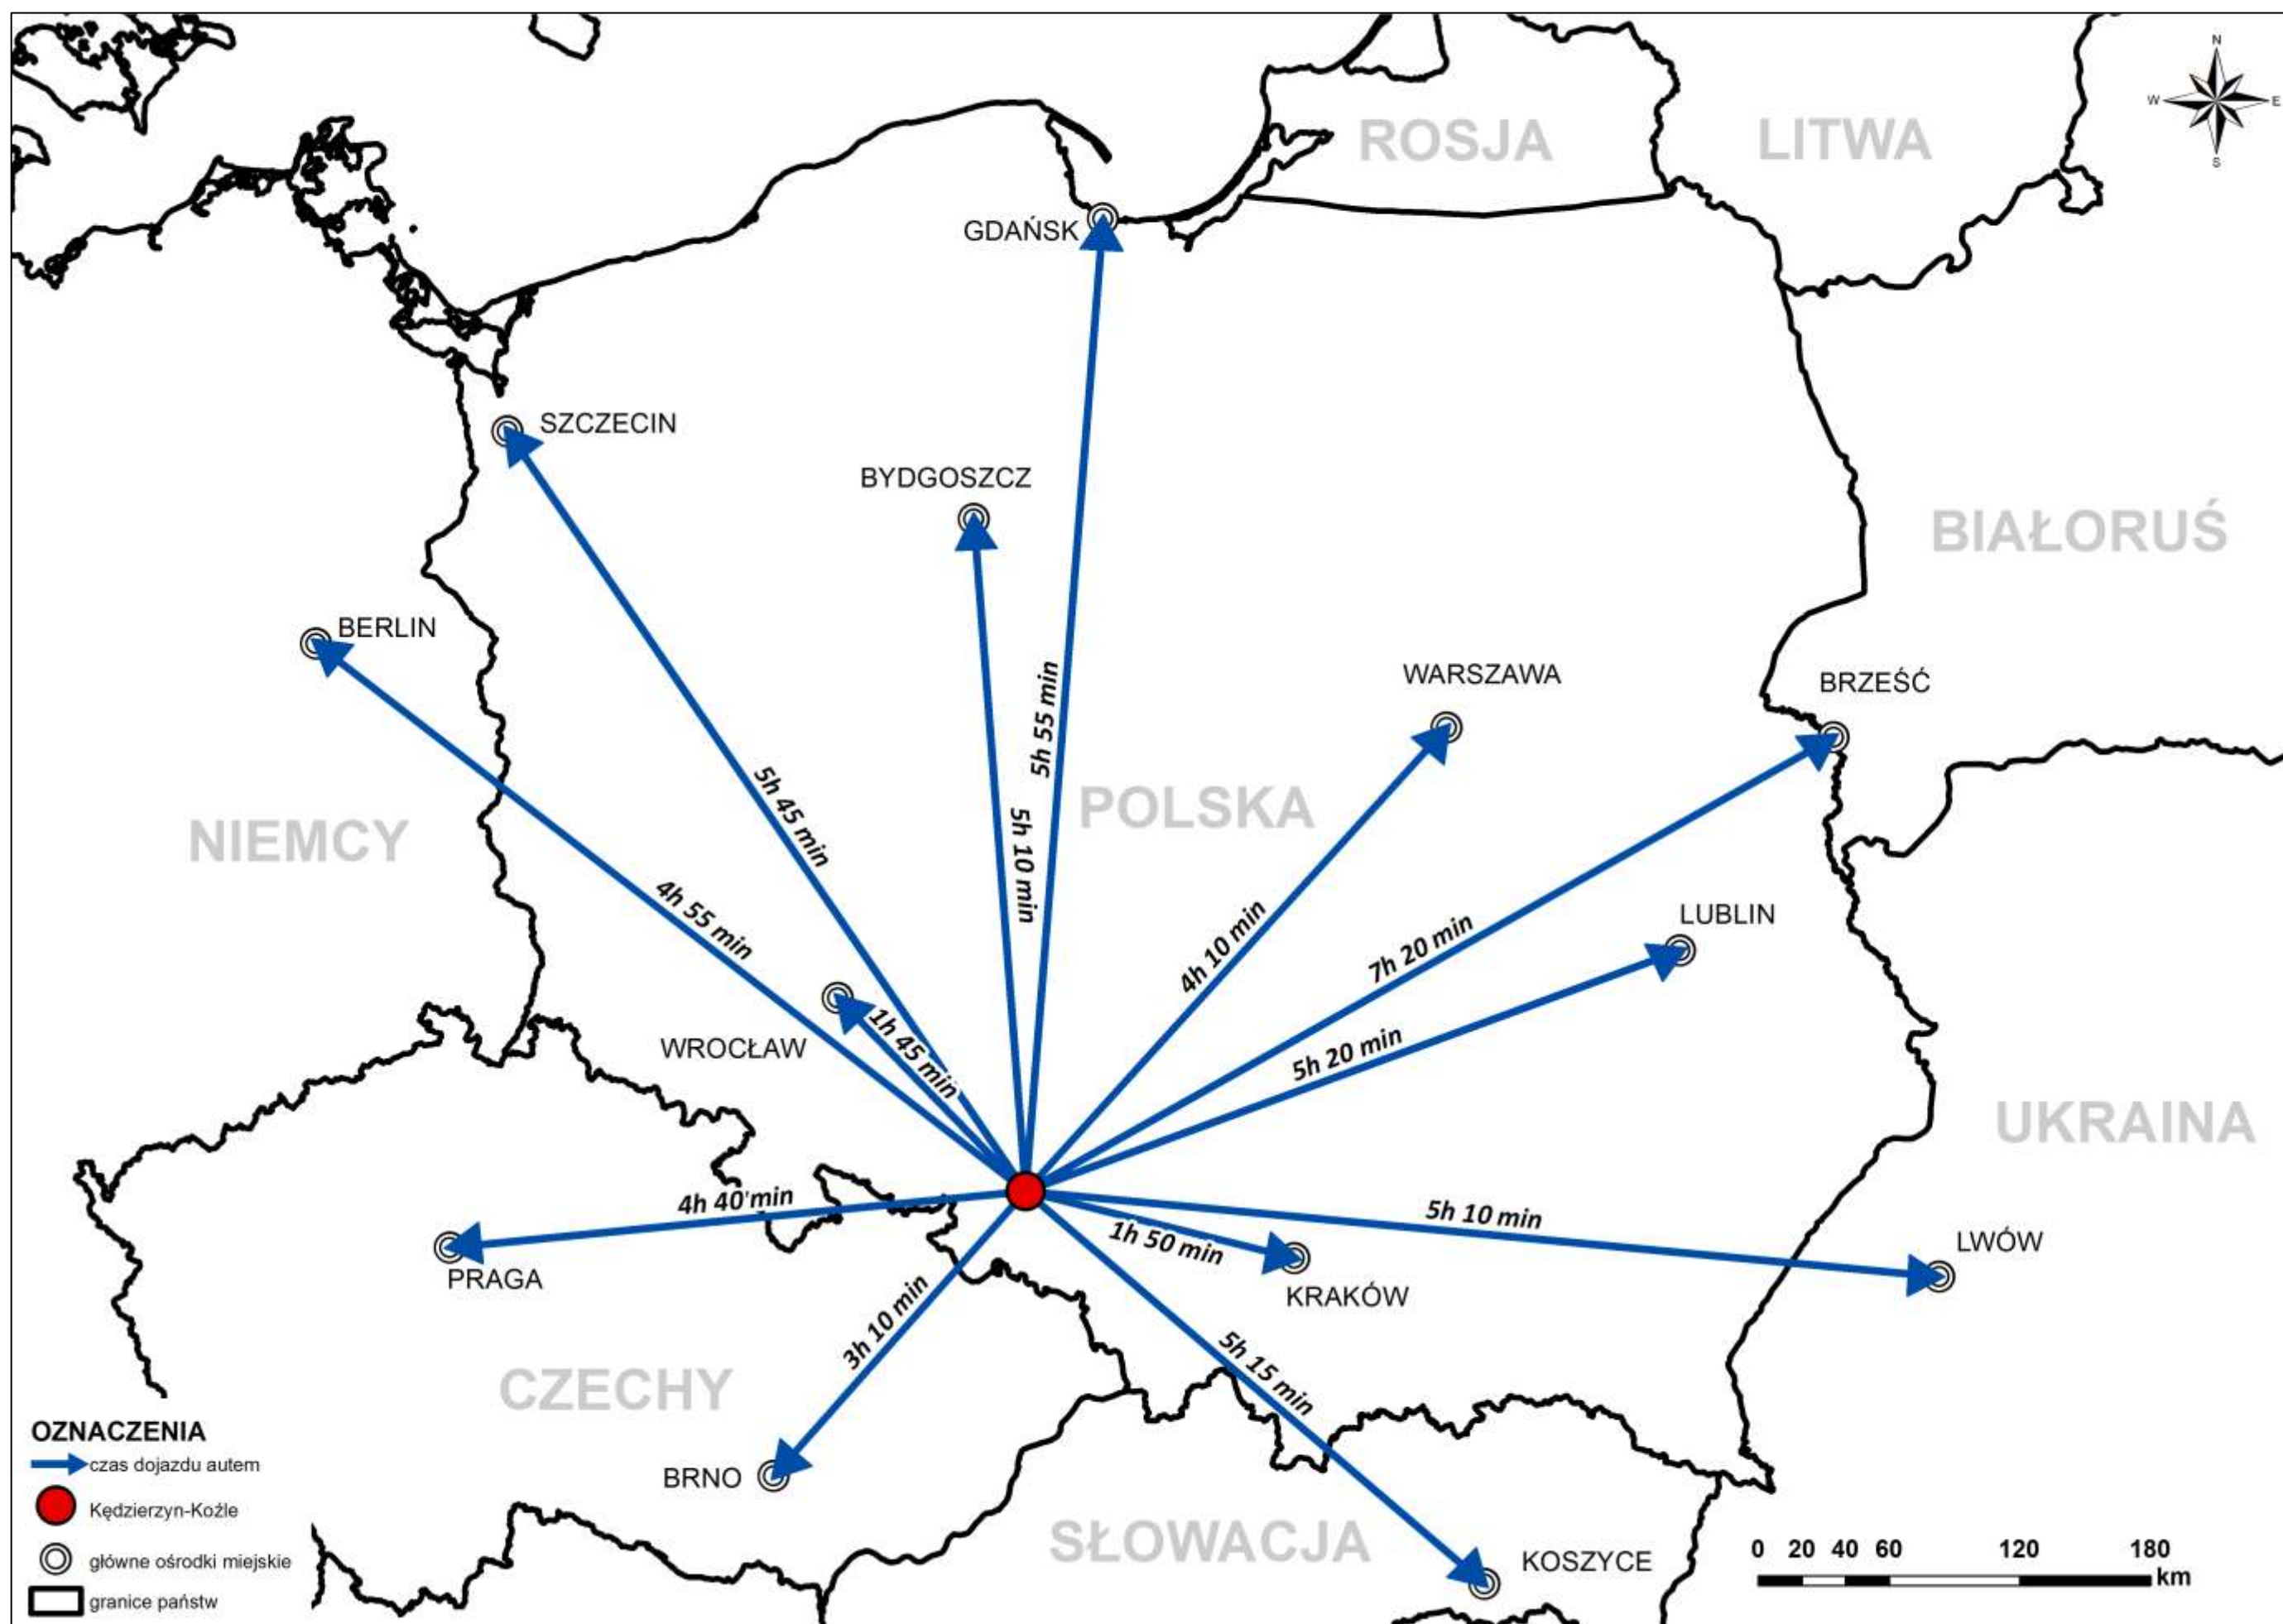 N
W E
S
ROSJA
LITWA
GDAŃSK
SZCZECIN
BYDGOSZCZ
BIAŁORUŚ
BERLIN
WARSZAWA
BRZEŚĆ
5h 55 min
5h 45 min
POLSKA
NIEMCY
5h 10 min
4h 55 min
4h 10 min
7h 20 min
LUBLIN
WROCŁAW
1h 45 min
5h 20 min
UKRAINA
4h 40 min
5h 10 min
1h 50 min
LWÓW
PRAGA
KRAKÓW
3h 10 min
5h 15 min
CZECHY
BRNO
SŁOWACJA
KOSZYCE
OZNACZENIA
czas dojazdu autem
Kędzierzyn-Koźle
główne ośrodki miejskie
granice państw
0 20 40 60 120 180
km